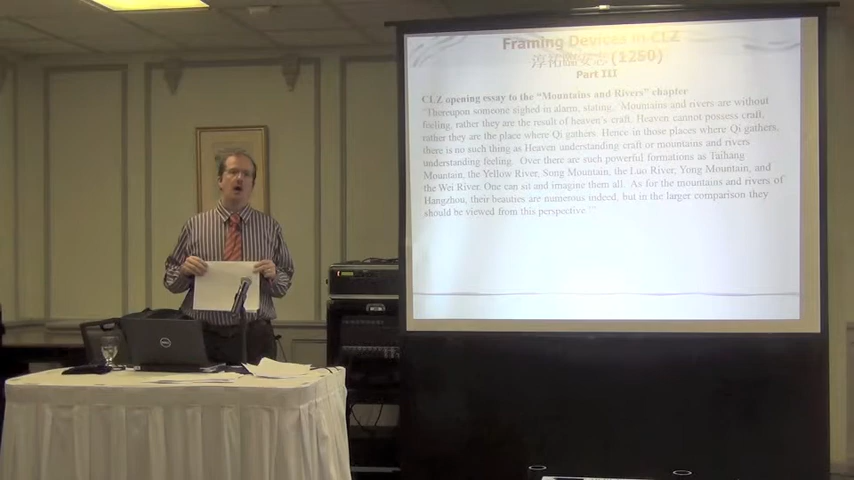 Framing Devices in CLZ
淳祐臨安志 (1250)
Part III
CLZ opening essay to the "Mountains and Rivers" chapter
"Thereupon someone sighed in alarm, stating, 'Mountains and rivers are without
feeling, rather they are the result of heaven's craft. Heaven cannot possess craft,
rather they are the place where Qi gathers. Hence in those places where Qi gathers,
there is no such thing as Heaven understanding craft or mountains and rivers
understanding feeling. Over there are such powerful formations as Taihang
Mountain, the Yellow River, Song Mountain, the Luo River, Yong Mountain, and
the Wei River. One can sit and imagine them all. As for the mountains and rivers of
Hangzhou, their beauties are numerous indeed, but in the larger comparison they
should be viewed from this perspective.'"
DELL